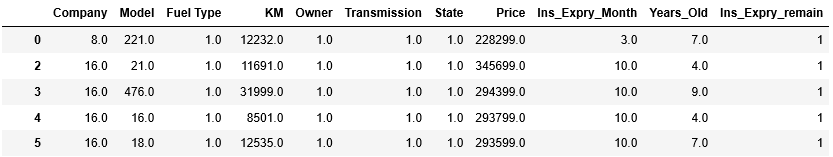 Company Model Fuel Type KM Owner Transmission State Price Ins_Expry_Month Years_Old Ins_Expry_remain
0 8.0 221.0 1.0 12232.0 1.0 1.0 1.0 228299.0 3.0 7.0 1
2 16.0 21.0 1.0 11691.0 1.0 1.0 1.0 345699.0 10.0 4.0 1
3 16.0 476.0 1.0 31999.0 1.0 1.0 1.0 294399.0 10.0 9.0 1
4 16.0 16.0 1.0 8501.0 1.0 1.0 1.0 293799.0 10.0 4.0 1
5 16.0 18.0 1.0 12535.0 1.0 1.0 1.0 293599.0 10.0 7.0 1